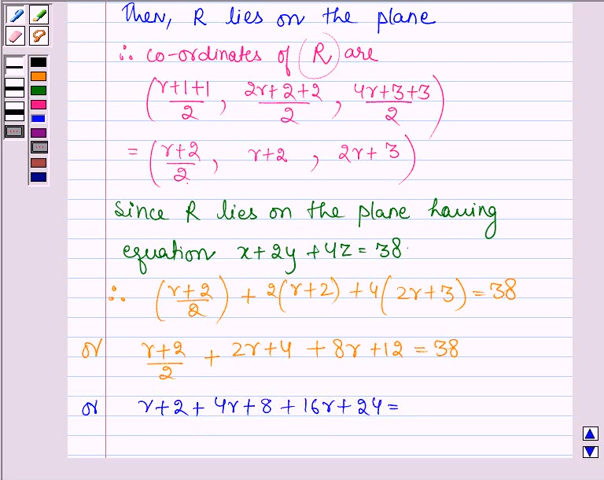 Then, R lies on the plane
∴ co-ordinates of R are
( r+1+1/2 , 2r+2+2/2 , 4r+3+3/2 )
= ( r+2/2 , r+2 , 2r+3 )
Since R lies on the plane having
equation x+2y+4z=38.
∴ (r+2/2) + 2(r+2) + 4(2r+3) = 38
or r+2/2 + 2r+4 + 8r+12 = 38
or r+2 + 4r+8 + 16r+24 =